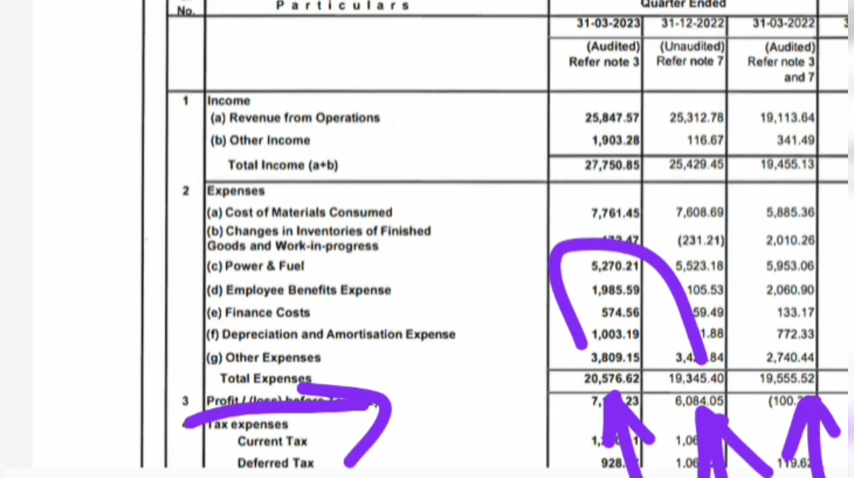 Particulars
Quarter Ended
No.
31-03-2023 31-12-2022 31-03-2022
(Audited) (Unaudited) (Audited)
Refer note 3 Refer note 7 Refer note 3
and 7
1 Income
(a) Revenue from Operations 25,847.57 25,312.78 19,113.64
(b) Other Income 1,903.28 116.67 341.49
Total Income (a+b) 27,750.85 25,429.45 19,455.13
2 Expenses
(a) Cost of Materials Consumed 7,761.45 7,608.69 5,885.36
(b) Changes in Inventories of Finished
Goods and Work-in-progress (231.21) 2,010.26
(c) Power & Fuel 5,270.21 5,523.18 5,953.06
(d) Employee Benefits Expense 1,985.59 2,060.90
(e) Finance Costs 574.56 133.17
(f) Depreciation and Amortisation Expense 1,003.19 772.33
(g) Other Expenses 3,809.15 2,740.44
Total Expenses 20,576.62 19,345.40 19,555.52
3 Profit 6,084.05
Tax expenses
Current Tax
Deferred Tax